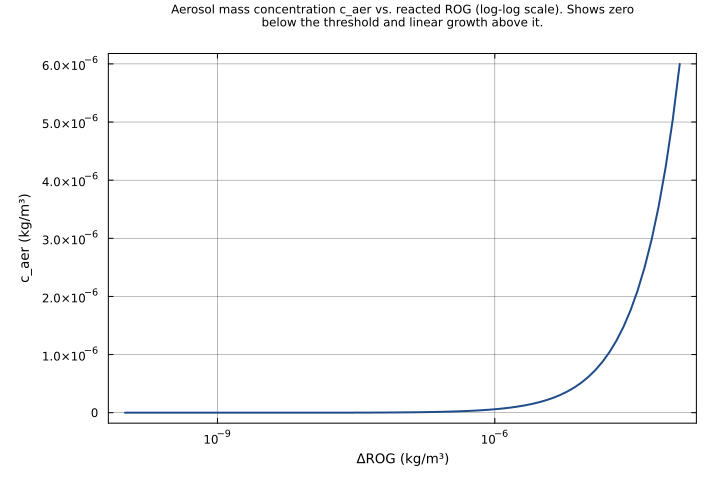 Aerosol mass concentration c_aer vs. reacted ROG (log-log scale). Shows zero
below the threshold and linear growth above it.
6.0×10⁻⁶
5.0×10⁻⁶
4.0×10⁻⁶
3.0×10⁻⁶
2.0×10⁻⁶
1.0×10⁻⁶
0
c_aer (kg/m³)
10⁻⁹
10⁻⁶
ΔROG (kg/m³)